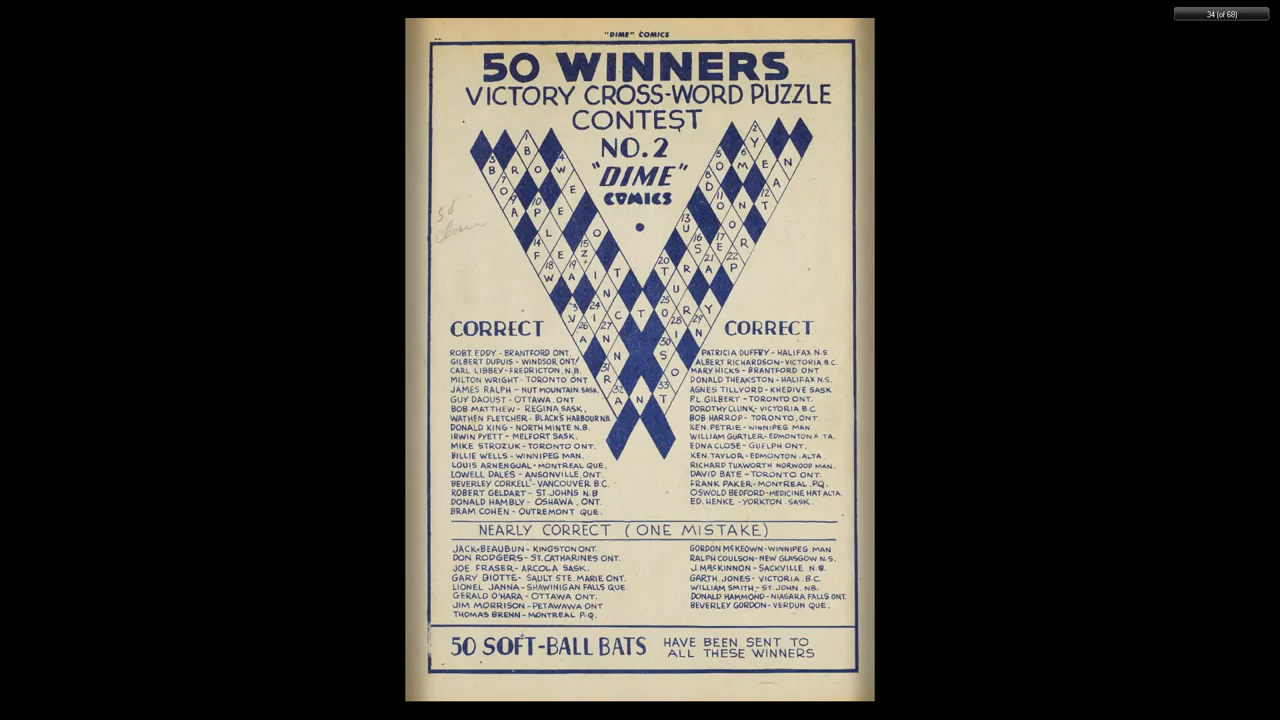 34 (of 68)
"DIME" COMICS
50 WINNERS
VICTORY CROSS-WORD PUZZLE
CONTEST
NO. 2
"DIME"
COMICS
CORRECT
ROBT. EDDY - BRANTFORD ONT.
GILBERT DUPUIS - WINDSOR, ONT.
CARL LIBBEY - FREDRICTON, N.B.
MILTON WRIGHT - TORONTO ONT
JAMES RALPH - NUT MOUNTAIN. SASK.
GUY DAOUST - OTTAWA. ONT
BOB MATTHEW - REGINA SASK.
WATHEN FLETCHER - BLACK'S HARBOUR N.B.
DONALD KING - NORTH MINTE N.B.
IRWIN PYETT - MELFORT SASK.
MIKE STROZUK - TORONTO ONT.
BILLIE WELLS - WINNIPEG MAN.
LOUIS ARNENGUAL - MONTREAL QUE.
LOWELL DALES - ANSONVILLE, ONT.
BEVERLEY CORKELL - VANCOUVER B.C.
ROBERT GELDART - ST. JOHNS N.B
DONALD HAMBLY - OSHAWA, ONT.
BRAM COHEN - OUTREMONT QUE.
CORRECT
PATRICIA DUFFEY - HALIFAX N.S
ALBERT RICHARDSON - VICTORIA B.C.
MARY HICKS - BRANTFORD ONT
DONALD THEAKSTON - HALIFAX N.S.
AGNES TILLYORD - KHEDIVE SASK
P.L GILBERT - TORONTO ONT.
DOROTHY CLUNK - VICTORIA B.C
BOB HARROP - TORONTO, ONT
KEN. PETRIE - WINNIPEG MAN.
WILLIAM GURTLER - EDMONTON TA.
EDNA CLOSE - GUELPH ONT.
KEN. TAYLOR - EDMONTON. ALTA.
RICHARD TUXWORTH NORWOOD MAN.
DAVID BATE - TORONTO ONT.
FRANK PAKER - MONTREAL .P.Q.
OSWOLD BEDFORD - MEDICINE HAT ALTA.
ED. HENKE - YORKTON. SASK.
NEARLY CORRECT (ONE MISTAKE)
JACK BEAUBUN - KINGSTON ONT.
DON RODGERS - ST. CATHARINES ONT.
JOE FRASER - ARCOLA SASK.
GARY DIOTTE - SAULT STE. MARIE ONT.
LIONEL JANNA - SHAWINIGAN FALLS QUE.
GERALD O'HARA - OTTAWA ONT.
JIM MORRISON - PETAWAWA ONT
THOMAS BREHN - MONTREAL P.Q.
GORDON McKEOWN - WINNIPEG. MAN
RALPH COULSON - NEW GLASGOW N.S.
J. MacKINNON - SACKVILLE N.B.
GARTH. JONES - VICTORIA. B.C.
WILLIAM SMITH - ST. JOHN. NB.
DONALD HAMMOND - NIAGARA FALLS ONT.
BEVERLEY GORDON - VERDUN QUE.
50 SOFT-BALL BATS
HAVE BEEN SENT TO
ALL THESE WINNERS